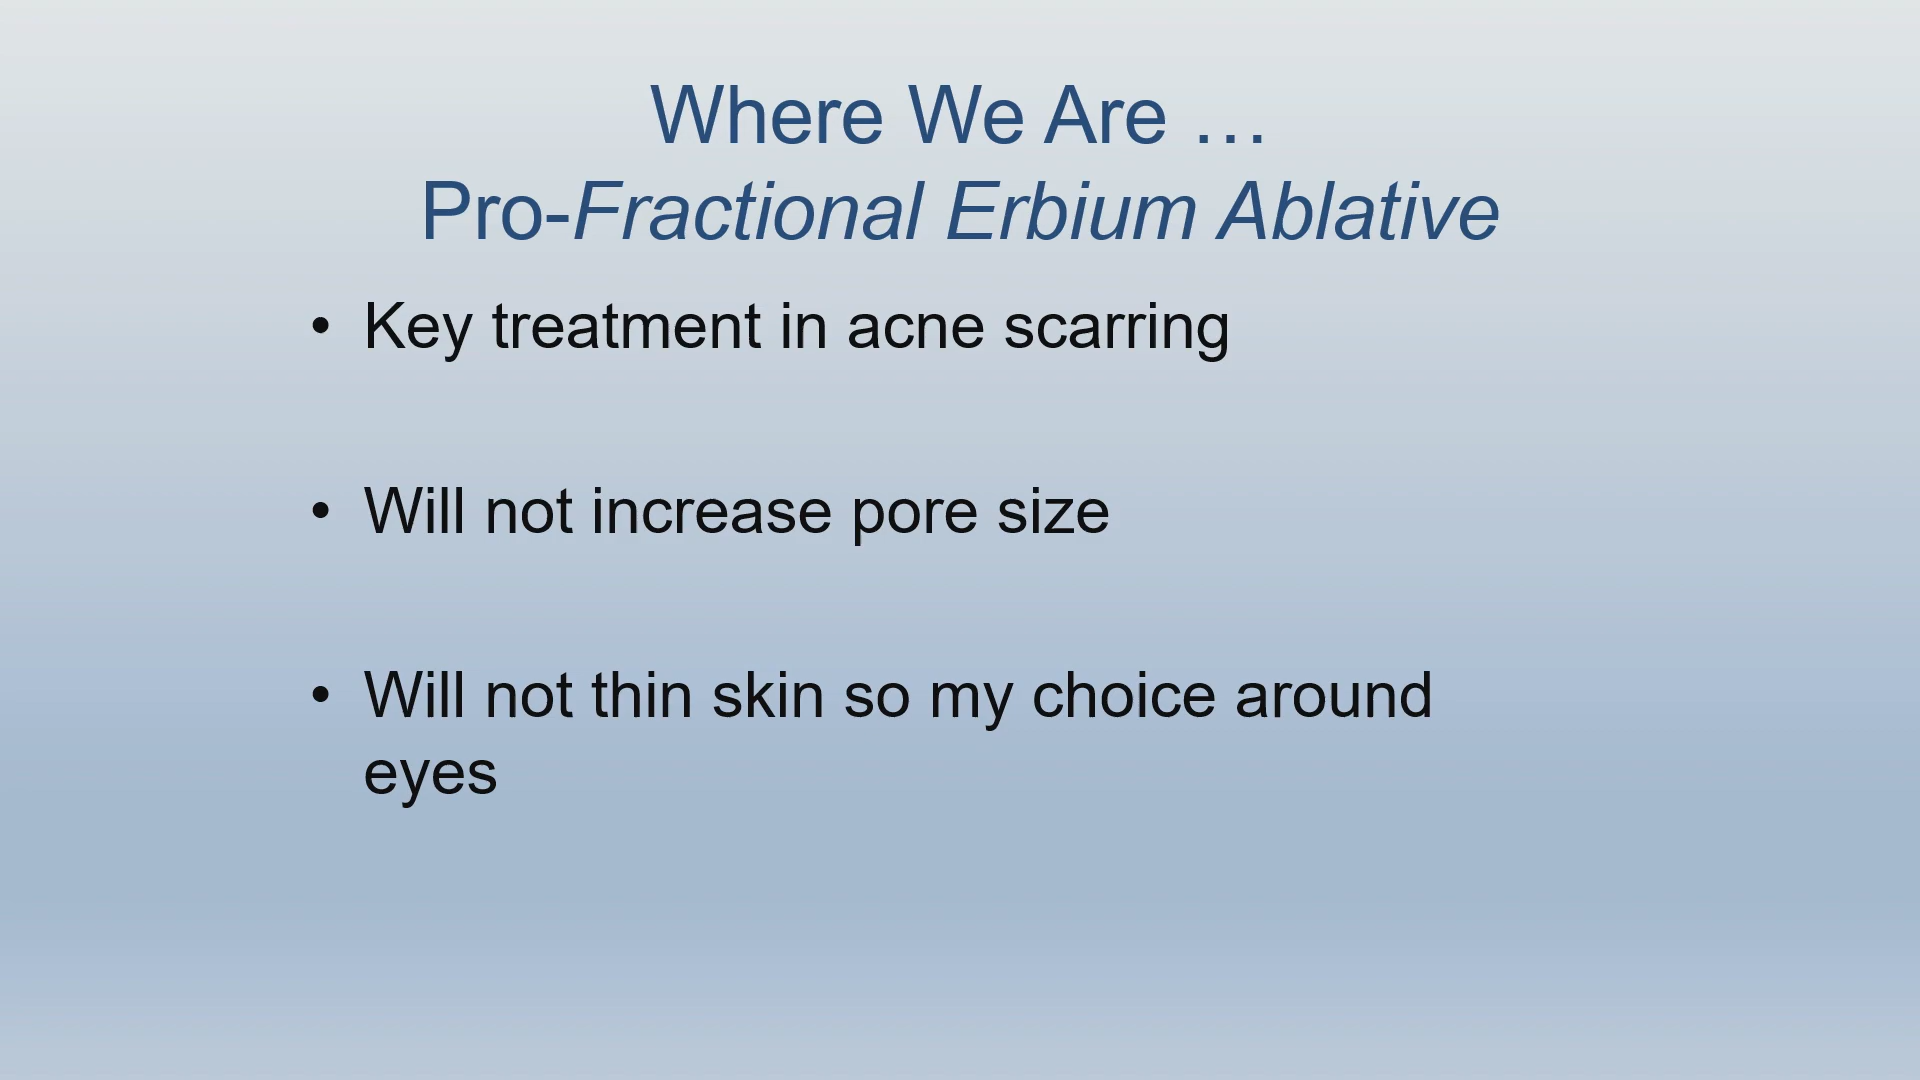 Where We Are …
Pro-Fractional Erbium Ablative
• Key treatment in acne scarring
• Will not increase pore size
• Will not thin skin so my choice around
eyes